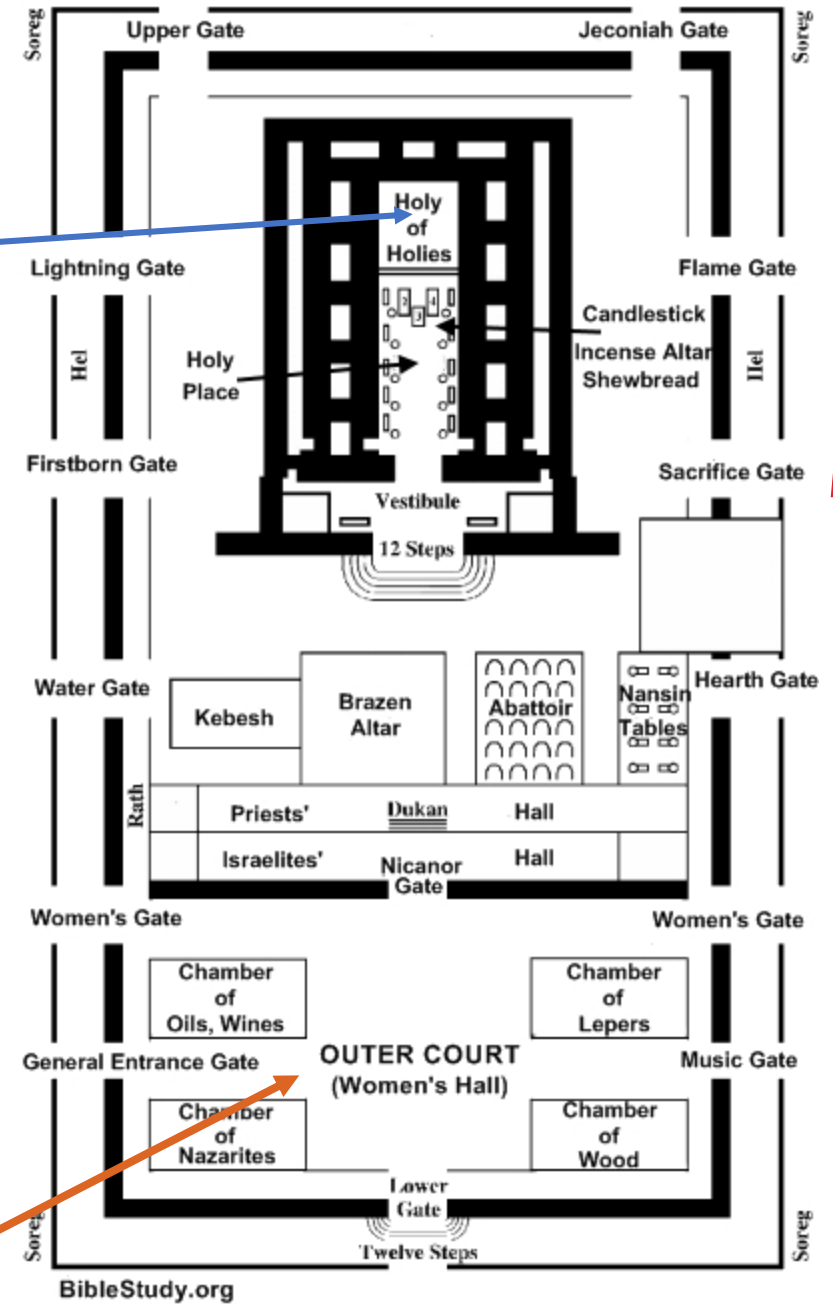 Soreg
Upper Gate
Jeconiah Gate
Soreg
Holy
of
Holies
Lightning Gate
Flame Gate
2
4
3
Candlestick
Incense Altar
Shewbread
Hel
Hel
Holy
Place
Firstborn Gate
Sacrifice Gate
Vestibule
12 Steps
Water Gate
Hearth Gate
Kebesh
Brazen
Altar
Abattoir
Nansin
Tables
Rath
Priests'
Dukan
Hall
Israelites'
Nicanor
Gate
Hall
Women's Gate
Women's Gate
Chamber
of
Oils, Wines
Chamber
of
Lepers
General Entrance Gate
OUTER COURT
(Women's Hall)
Music Gate
Chamber
of
Nazarites
Chamber
of
Wood
Lower
Gate
Soreg
Twelve Steps
Soreg
BibleStudy.org